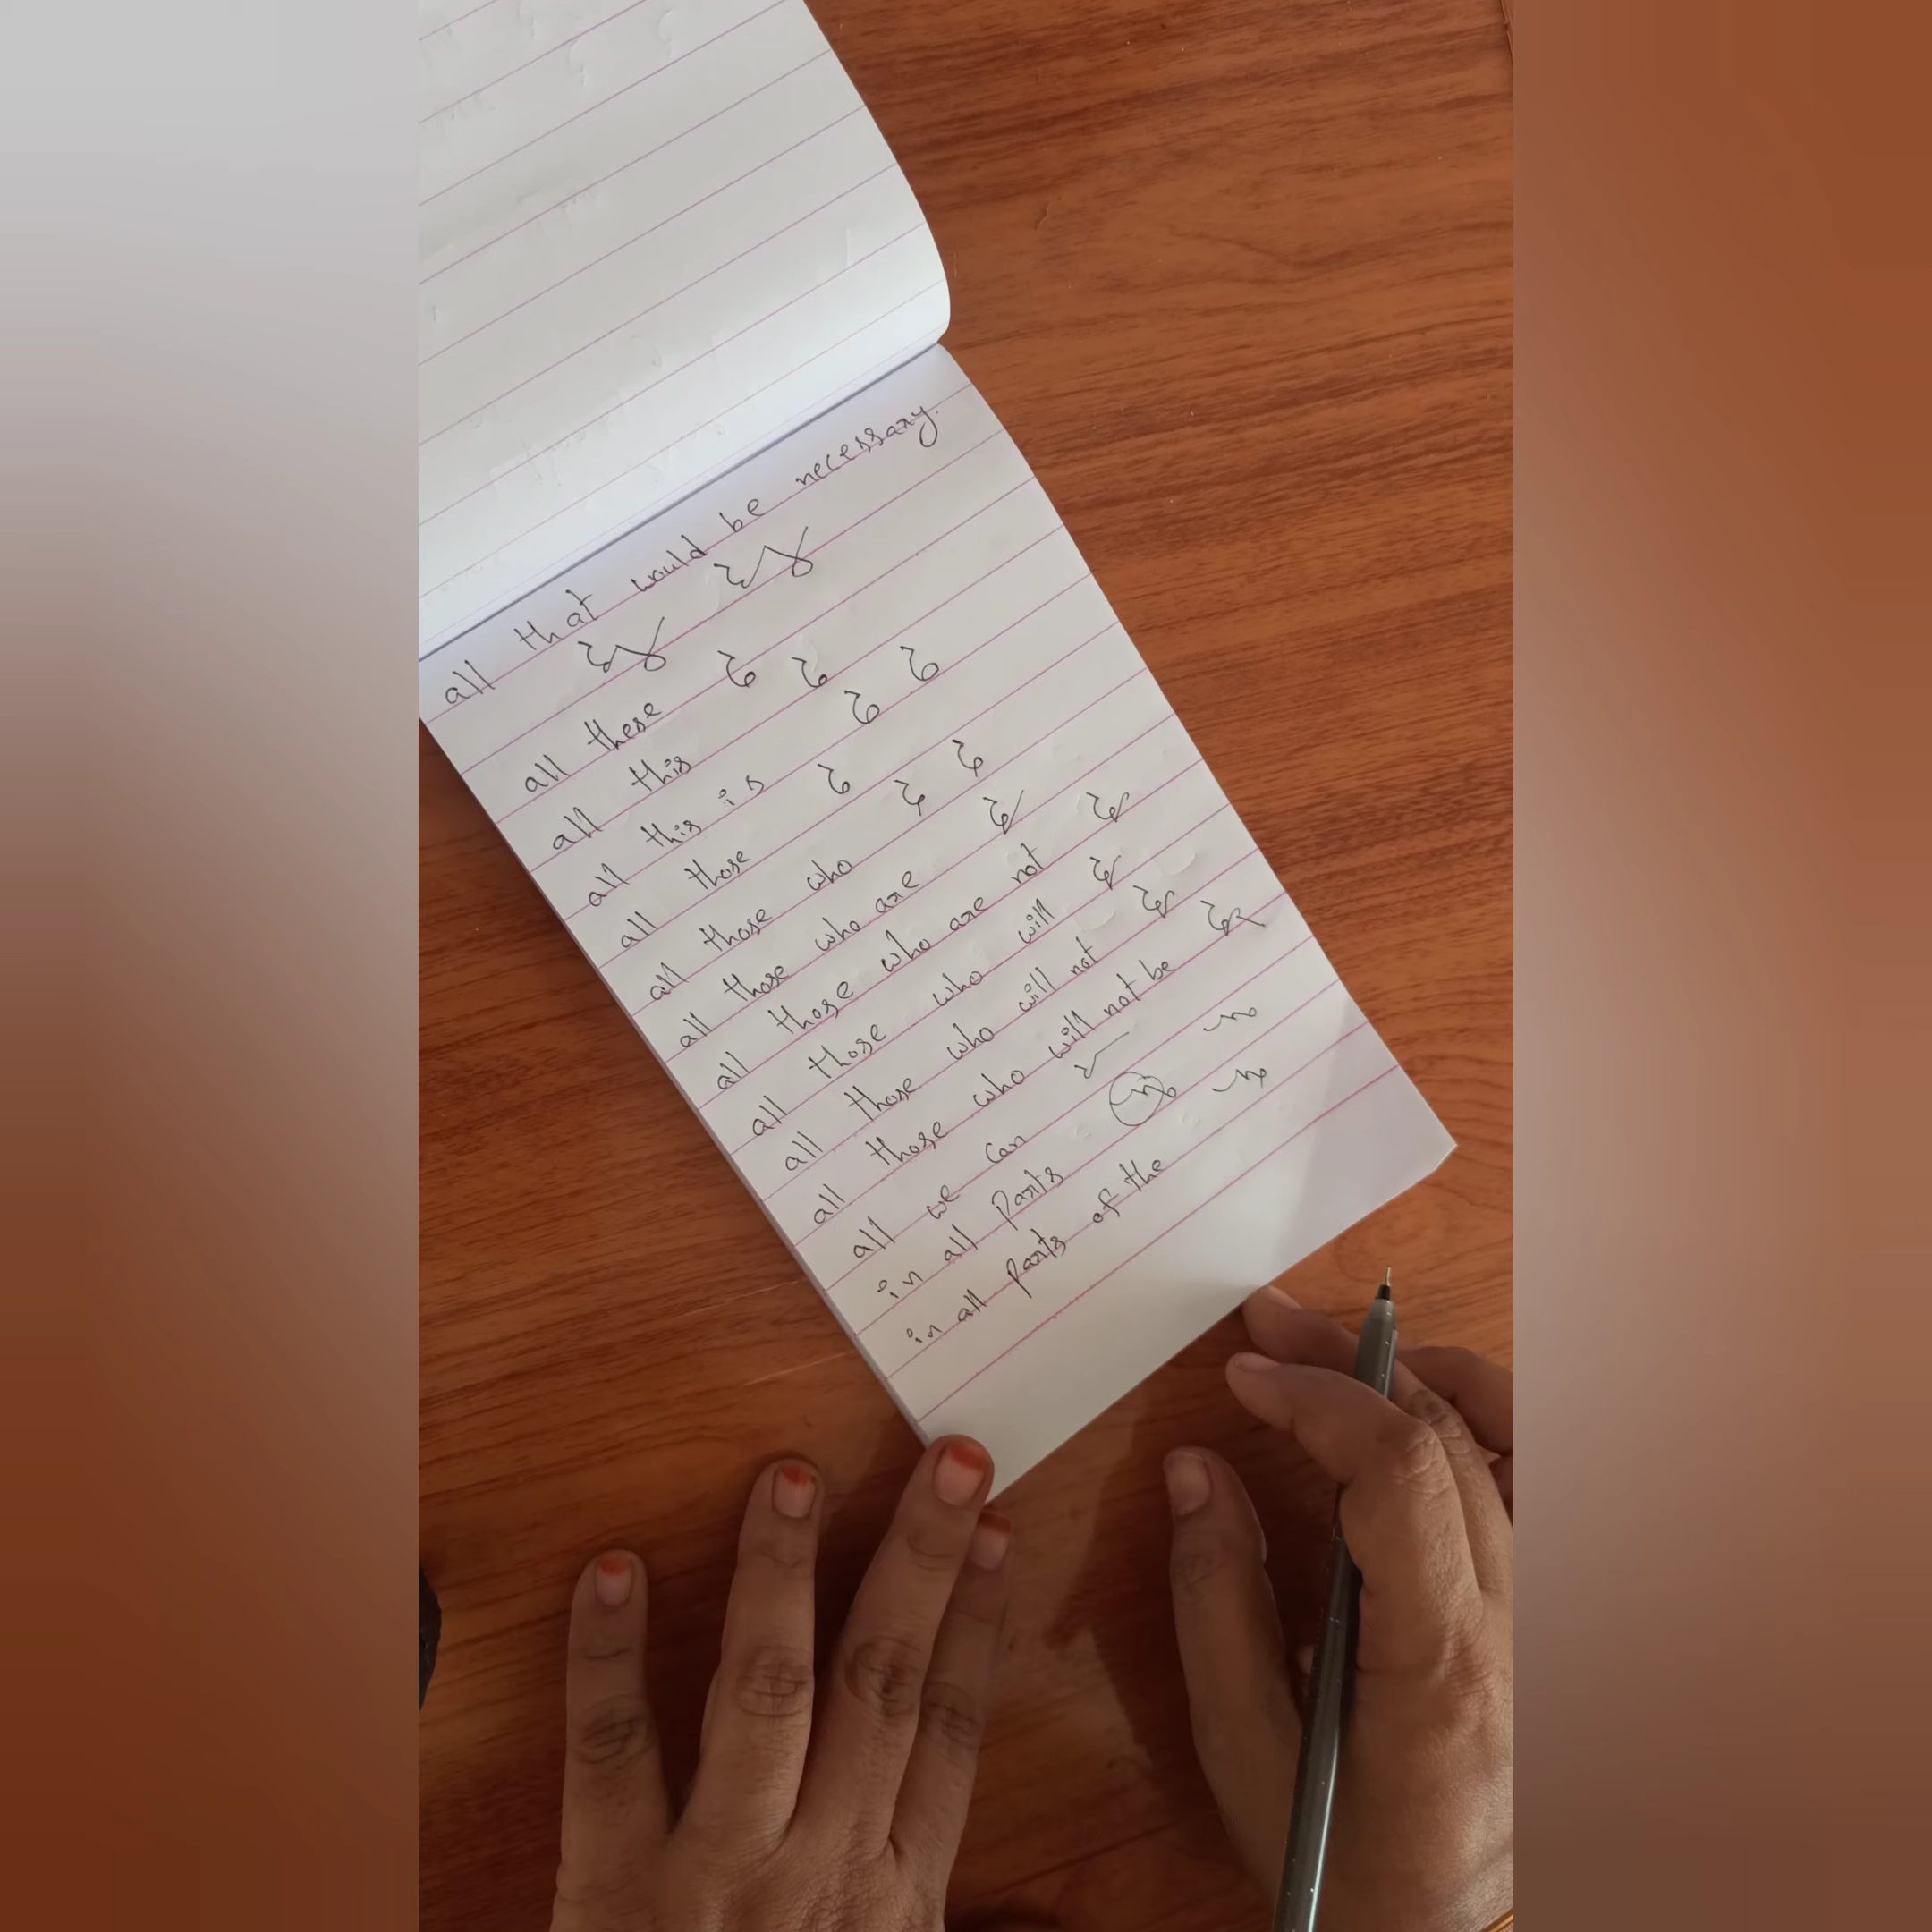 all that would be necessary.
all these
all this
all this is
all those
all those who
all those who are
all those who are not
all those who will
all those who will not
all those who will not be
all we can
in all parts
in all parts of the